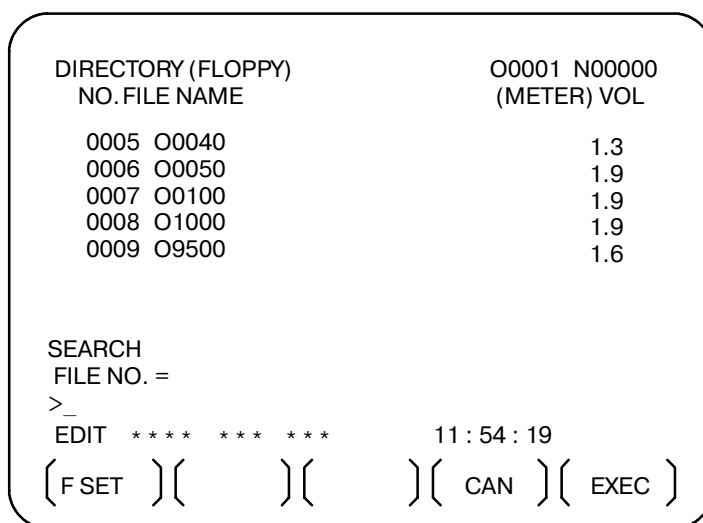 DIRECTORY (FLOPPY) O0001 N00000
NO. FILE NAME (METER) VOL
0005 O0040 1.3
0006 O0050 1.9
0007 O0100 1.9
0008 O1000 1.9
0009 O9500 1.6
SEARCH
FILE NO. =
>_
EDIT **** *** *** 11 : 54 : 19
[F SET ] [ ] [ ] [ CAN ] [ EXEC ]